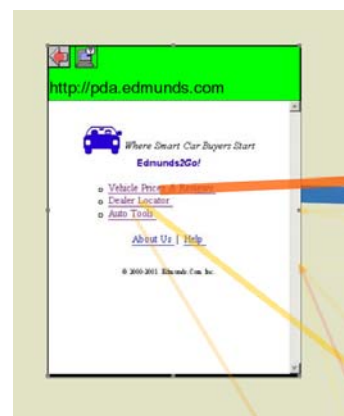 http://pda.edmunds.com
Where Smart Car Buyers Start
Edmunds2Go!
Vehicle Prices & Reviews
Dealer Locator
Auto Tools
About Us | Help
© 2000-2001 Edmunds.Com, Inc.